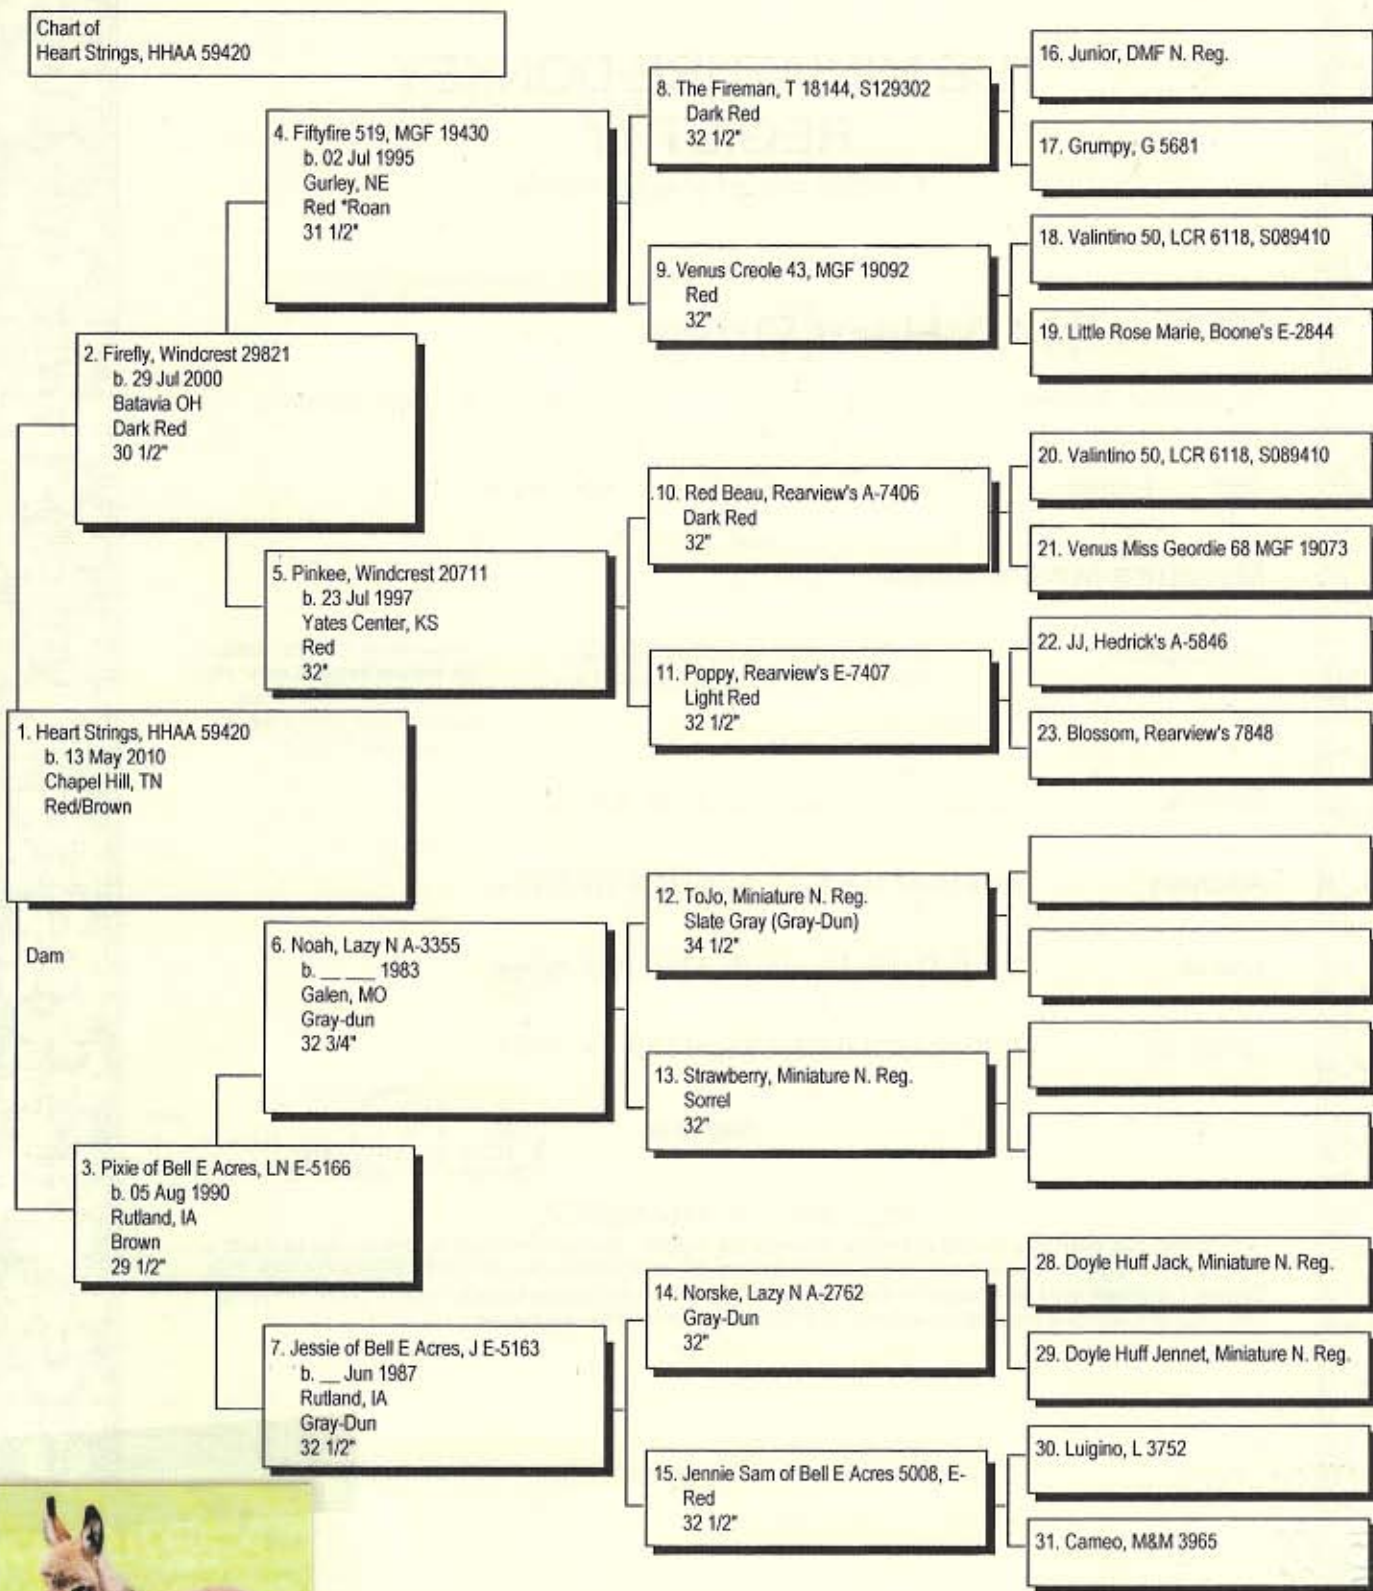 Chart of
Heart Strings, HHAA 59420
1. Heart Strings, HHAA 59420
b. 13 May 2010
Chapel Hill, TN
Red/Brown
Dam
2. Firefly, Windcrest 29821
b. 29 Jul 2000
Batavia OH
Dark Red
30 1/2"
3. Pixie of Bell E Acres, LN E-5166
b. 05 Aug 1990
Rutland, IA
Brown
29 1/2"
4. Fiftyfire 519, MGF 19430
b. 02 Jul 1995
Gurley, NE
Red *Roan
31 1/2"
5. Pinkee, Windcrest 20711
b. 23 Jul 1997
Yates Center, KS
Red
32"
6. Noah, Lazy N A-3355
b. __ ___ 1983
Galen, MO
Gray-dun
32 3/4"
7. Jessie of Bell E Acres, J E-5163
b. __ Jun 1987
Rutland, IA
Gray-Dun
32 1/2"
8. The Fireman, T 18144, S129302
Dark Red
32 1/2"
9. Venus Creole 43, MGF 19092
Red
32"
10. Red Beau, Rearview's A-7406
Dark Red
32"
11. Poppy, Rearview's E-7407
Light Red
32 1/2"
12. ToJo, Miniature N. Reg.
Slate Gray (Gray-Dun)
34 1/2"
13. Strawberry, Miniature N. Reg.
Sorrel
32"
14. Norske, Lazy N A-2762
Gray-Dun
32"
15. Jennie Sam of Bell E Acres 5008, E-
Red
32 1/2"
16. Junior, DMF N. Reg.
17. Grumpy, G 5681
18. Valintino 50, LCR 6118, S089410
19. Little Rose Marie, Boone's E-2844
20. Valintino 50, LCR 6118, S089410
21. Venus Miss Geordie 68 MGF 19073
22. JJ, Hedrick's A-5846
23. Blossom, Rearview's 7848
28. Doyle Huff Jack, Miniature N. Reg.
29. Doyle Huff Jennet, Miniature N. Reg.
30. Luigino, L 3752
31. Cameo, M&M 3965